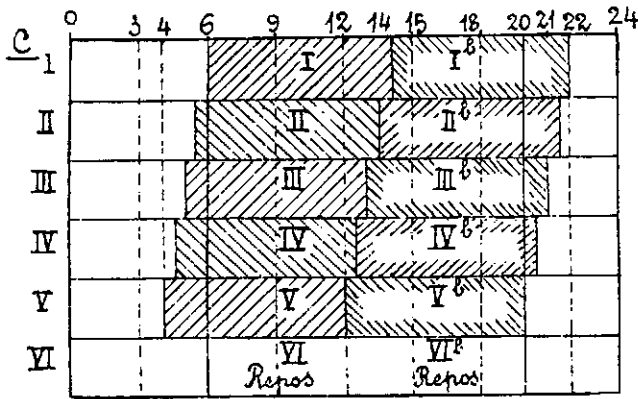 0 3 4 6 9 12 14 15 18 20 21 22 24
C
1 I I^b
II II II^b
III III III^b
IV IV IV^b
V V V^b
VI VI VI^b
Repos Repos